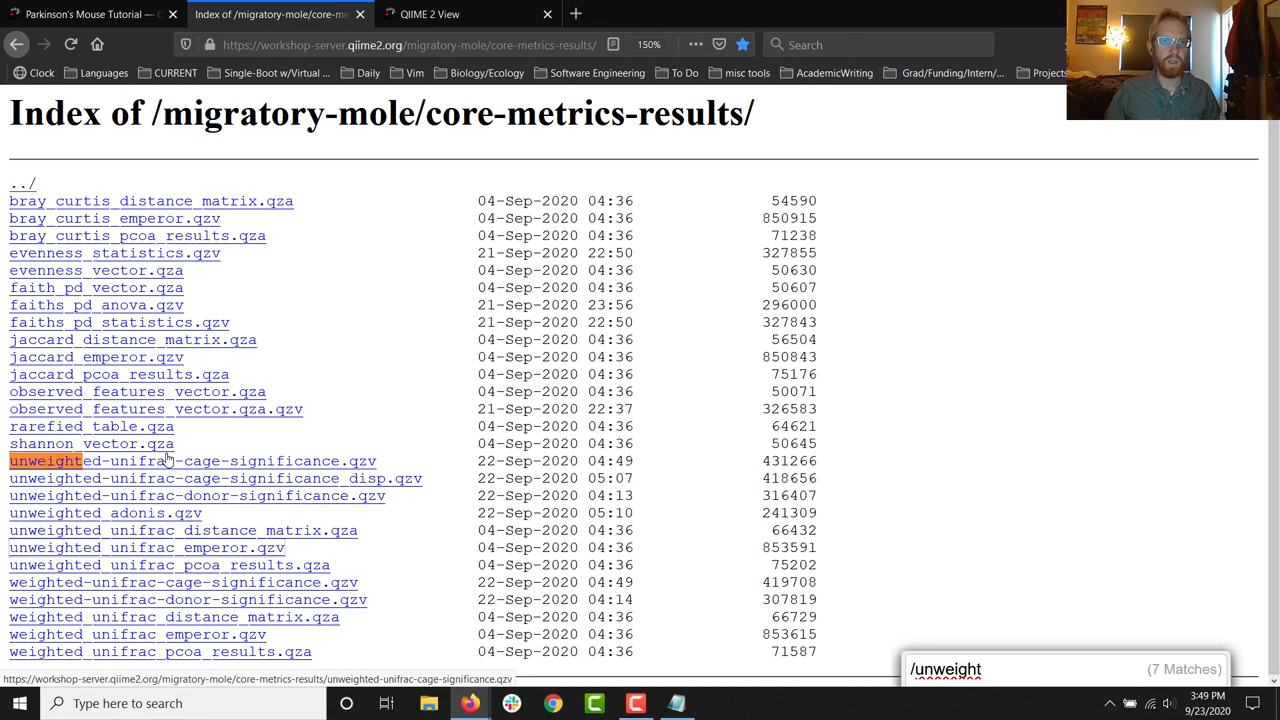 Parkinson's Mouse Tutorial — Index of /migratory-mole/core-me QIIME 2 View
https://workshop-server.qiime2.org/migratory-mole/core-metrics-results/ 150% Search
Clock Languages CURRENT Single-Boot w/Virtual ... Daily Vim Biology/Ecology Software Engineering To Do misc tools AcademicWriting Grad/Funding/Intern/... Projects
Index of /migratory-mole/core-metrics-results/
../
bray_curtis_distance_matrix.qza 04-Sep-2020 04:36 54590
bray_curtis_emperor.qzv 04-Sep-2020 04:36 850915
bray_curtis_pcoa_results.qza 04-Sep-2020 04:36 71238
evenness_statistics.qzv 21-Sep-2020 22:50 327855
evenness_vector.qza 04-Sep-2020 04:36 50630
faith_pd_vector.qza 04-Sep-2020 04:36 50607
faiths_pd_anova.qzv 21-Sep-2020 23:56 296000
faiths_pd_statistics.qzv 21-Sep-2020 22:50 327843
jaccard_distance_matrix.qza 04-Sep-2020 04:36 56504
jaccard_emperor.qzv 04-Sep-2020 04:36 850843
jaccard_pcoa_results.qza 04-Sep-2020 04:36 75176
observed_features_vector.qza 04-Sep-2020 04:36 50071
observed_features_vector.qza.qzv 21-Sep-2020 22:37 326583
rarefied_table.qza 04-Sep-2020 04:36 64621
shannon_vector.qza 04-Sep-2020 04:36 50645
unweighted-unifrac-cage-significance.qzv 22-Sep-2020 04:49 431266
unweighted-unifrac-cage-significance_disp.qzv 22-Sep-2020 05:07 418656
unweighted-unifrac-donor-significance.qzv 22-Sep-2020 04:13 316407
unweighted_adonis.qzv 22-Sep-2020 05:10 241309
unweighted_unifrac_distance_matrix.qza 04-Sep-2020 04:36 66432
unweighted_unifrac_emperor.qzv 04-Sep-2020 04:36 853591
unweighted_unifrac_pcoa_results.qza 04-Sep-2020 04:36 75202
weighted-unifrac-cage-significance.qzv 22-Sep-2020 04:49 419708
weighted-unifrac-donor-significance.qzv 22-Sep-2020 04:14 307819
weighted_unifrac_distance_matrix.qza 04-Sep-2020 04:36 66729
weighted_unifrac_emperor.qzv 04-Sep-2020 04:36 853615
weighted_unifrac_pcoa_results.qza 04-Sep-2020 04:36 71587
/unweight (7 Matches)
https://workshop-server.qiime2.org/migratory-mole/core-metrics-results/unweighted-unifrac-cage-significance.qzv
Type here to search 3:49 PM
9/23/2020